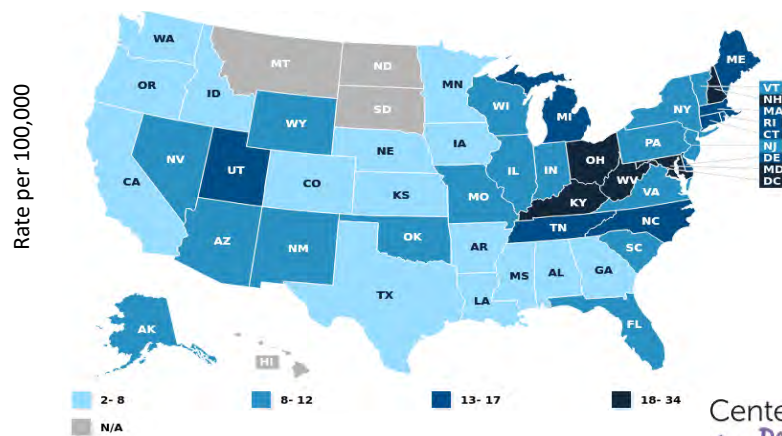 Rate per 100,000
WA
OR
ID
MT
ND
SD
MN
WI
MI
ME
VT
NH
MA
RI
CT
NJ
DE
MD
DC
NY
PA
WY
NE
IA
IL
IN
OH
WV
VA
KY
NC
TN
SC
NV
UT
CO
KS
MO
CA
AZ
NM
OK
AR
MS
AL
GA
TX
LA
FL
AK
HI
2- 8
8- 12
13- 17
18- 34
N/A
Cente